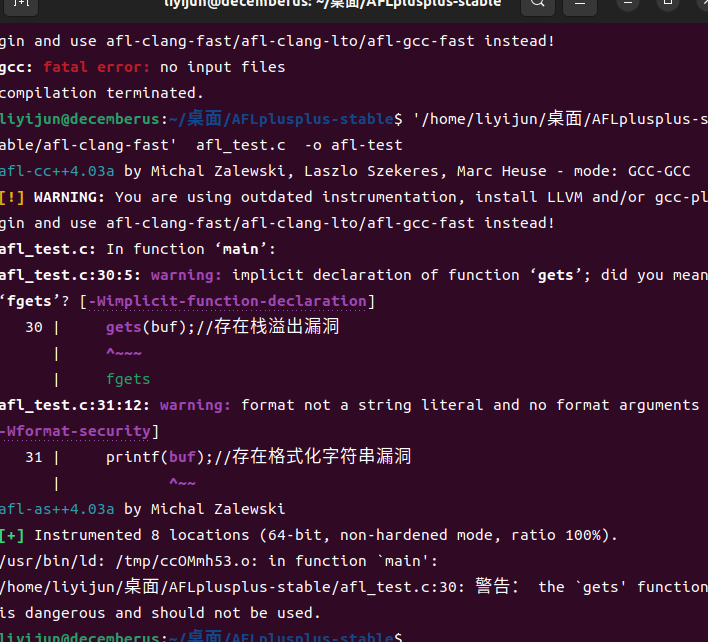 liyijun@decemberus: ~/桌面/AFLplusplus-stable
gin and use afl-clang-fast/afl-clang-lto/afl-gcc-fast instead!
gcc: fatal error: no input files
compilation terminated.
liyijun@decemberus:~/桌面/AFLplusplus-stable$ '/home/liyijun/桌面/AFLplusplus-s
able/afl-clang-fast'  afl_test.c  -o afl-test
afl-cc++4.03a by Michal Zalewski, Laszlo Szekeres, Marc Heuse - mode: GCC-GCC
[!] WARNING: You are using outdated instrumentation, install LLVM and/or gcc-pl
gin and use afl-clang-fast/afl-clang-lto/afl-gcc-fast instead!
afl_test.c: In function ‘main’:
afl_test.c:30:5: warning: implicit declaration of function ‘gets’; did you mean
‘fgets’? [-Wimplicit-function-declaration]
   30 |     gets(buf);//存在栈溢出漏洞
      |     ^~~~
      |     fgets
afl_test.c:31:12: warning: format not a string literal and no format arguments
-Wformat-security]
   31 |     printf(buf);//存在格式化字符串漏洞
      |            ^~~
afl-as++4.03a by Michal Zalewski
[+] Instrumented 8 locations (64-bit, non-hardened mode, ratio 100%).
/usr/bin/ld: /tmp/ccOMmh53.o: in function `main':
/home/liyijun/桌面/AFLplusplus-stable/afl_test.c:30: 警告： the `gets' function
is dangerous and should not be used.
liyijun@decemberus:~/桌面/AFLplusplus-stable$